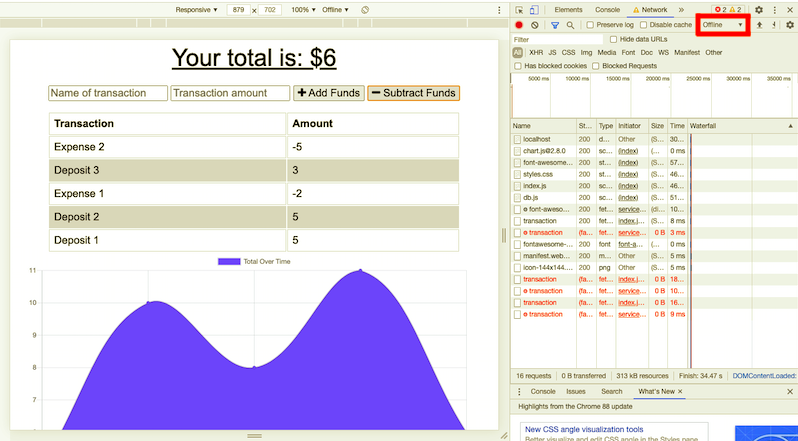 Responsive ▼ 879 × 702 100% ▼ Offline ▼
Your total is: $6
Name of transaction Transaction amount + Add Funds − Subtract Funds
Transaction Amount
Expense 2 -5
Deposit 3 3
Expense 1 -2
Deposit 2 5
Deposit 1 5
Total Over Time
11
10
9
8
7
Elements Console Network » 2 2
Preserve log Disable cache Offline ▼
Filter Hide data URLs
All XHR JS CSS Img Media Font Doc WS Manifest Other
Has blocked cookies Blocked Requests
5000 ms 10000 ms 15000 ms 20000 ms 25000 ms 30000 ms 35000 ms
Name St... Type Initiator Size Time Waterfall
localhost 200 d... Other (S... 30...
chart.js@2.8.0 200 sc... (index) (... 0 ms
font-awesome... 200 st... (index) (S... 57...
styles.css 200 st... (index) (S... 46...
index.js 200 sc... (index) (S... 46...
db.js 200 sc... (index) (S... 51...
font-aweso... 200 fet... service... (di... 10...
transaction 200 fet... index.j... (S... 8 ms
transaction (fa... fet... service... 0 B 3 ms
fontawesome-... 200 font font-a... (... 0 ms
manifest.web... 200 m... Other (S... 5 ms
icon-144x144... 200 png Other (S... 5 ms
transaction (fa... fet... index.j... 0 B 18...
transaction (fa... fet... service... 0 B 10...
transaction (fa... fet... index.j... 0 B 16...
transaction (fa... fet... service... 0 B 9 ms
16 requests 0 B transferred 313 kB resources Finish: 34.47 s DOMContentLoaded:
Console Issues Search What's New ×
Highlights from the Chrome 88 update
New CSS angle visualization tools
Better visualize and edit CSS angle in the Styles pane